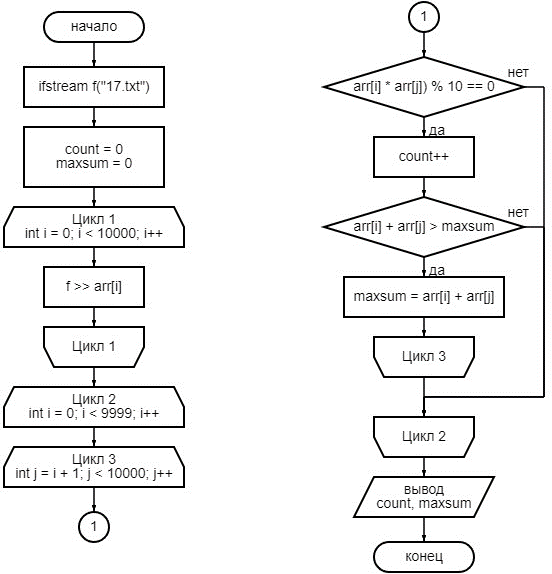 начало
ifstream f("17.txt")
count = 0
maxsum = 0
Цикл 1
int i = 0; i < 10000; i++
f >> arr[i]
Цикл 1
Цикл 2
int i = 0; i < 9999; i++
Цикл 3
int j = i + 1; j < 10000; j++
1
1
arr[i] * arr[j]) % 10 == 0
нет
да
count++
arr[i] + arr[j] > maxsum
нет
да
maxsum = arr[i] + arr[j]
Цикл 3
Цикл 2
вывод
count, maxsum
конец